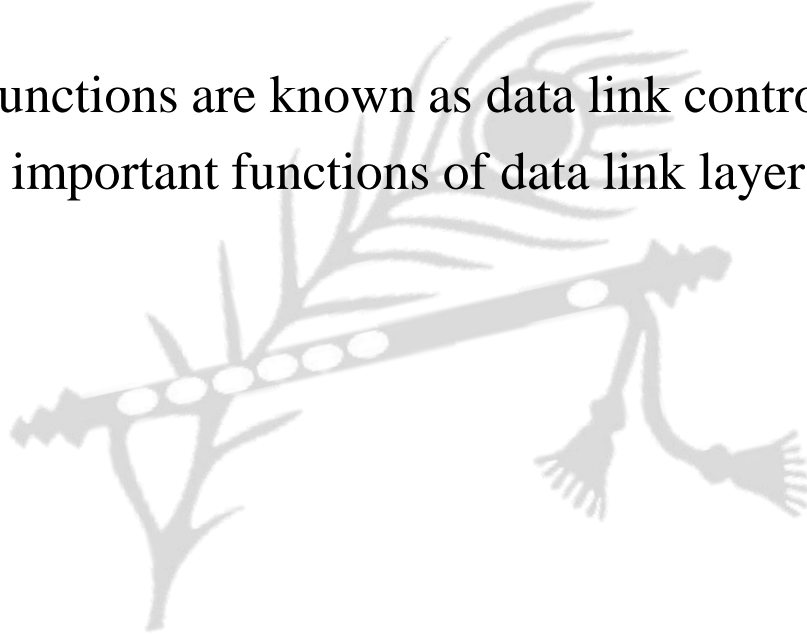 unctions are known as data link contro
important functions of data link layer